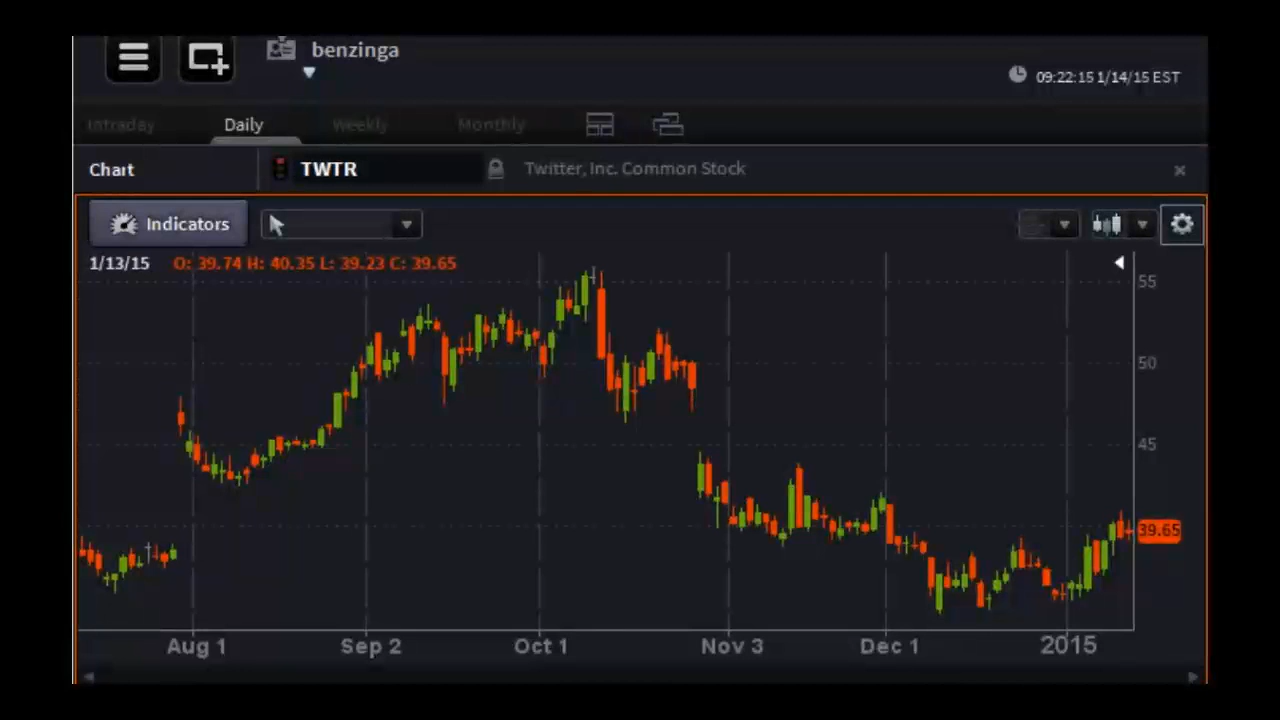 benzinga
09:22:15 1/14/15 EST
Intraday Daily Weekly Monthly
Chart TWTR Twitter, Inc. Common Stock
Indicators
1/13/15 O: 39.74 H: 40.35 L: 39.23 C: 39.65
55
50
45
39.65
Aug 1 Sep 2 Oct 1 Nov 3 Dec 1 2015